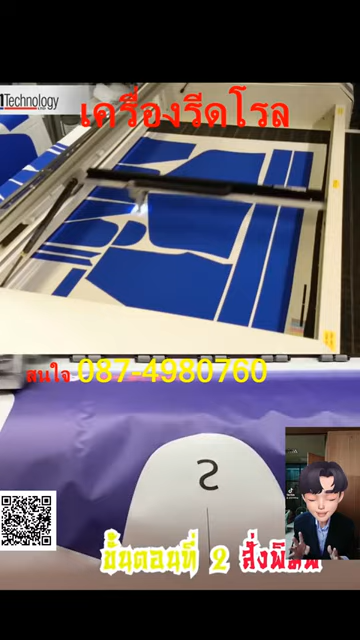 Technology
เครื่องรีดโรล
สนใจ 087-4980760
S
ขั้นตอนที่ 2 สั่งพิมพ์